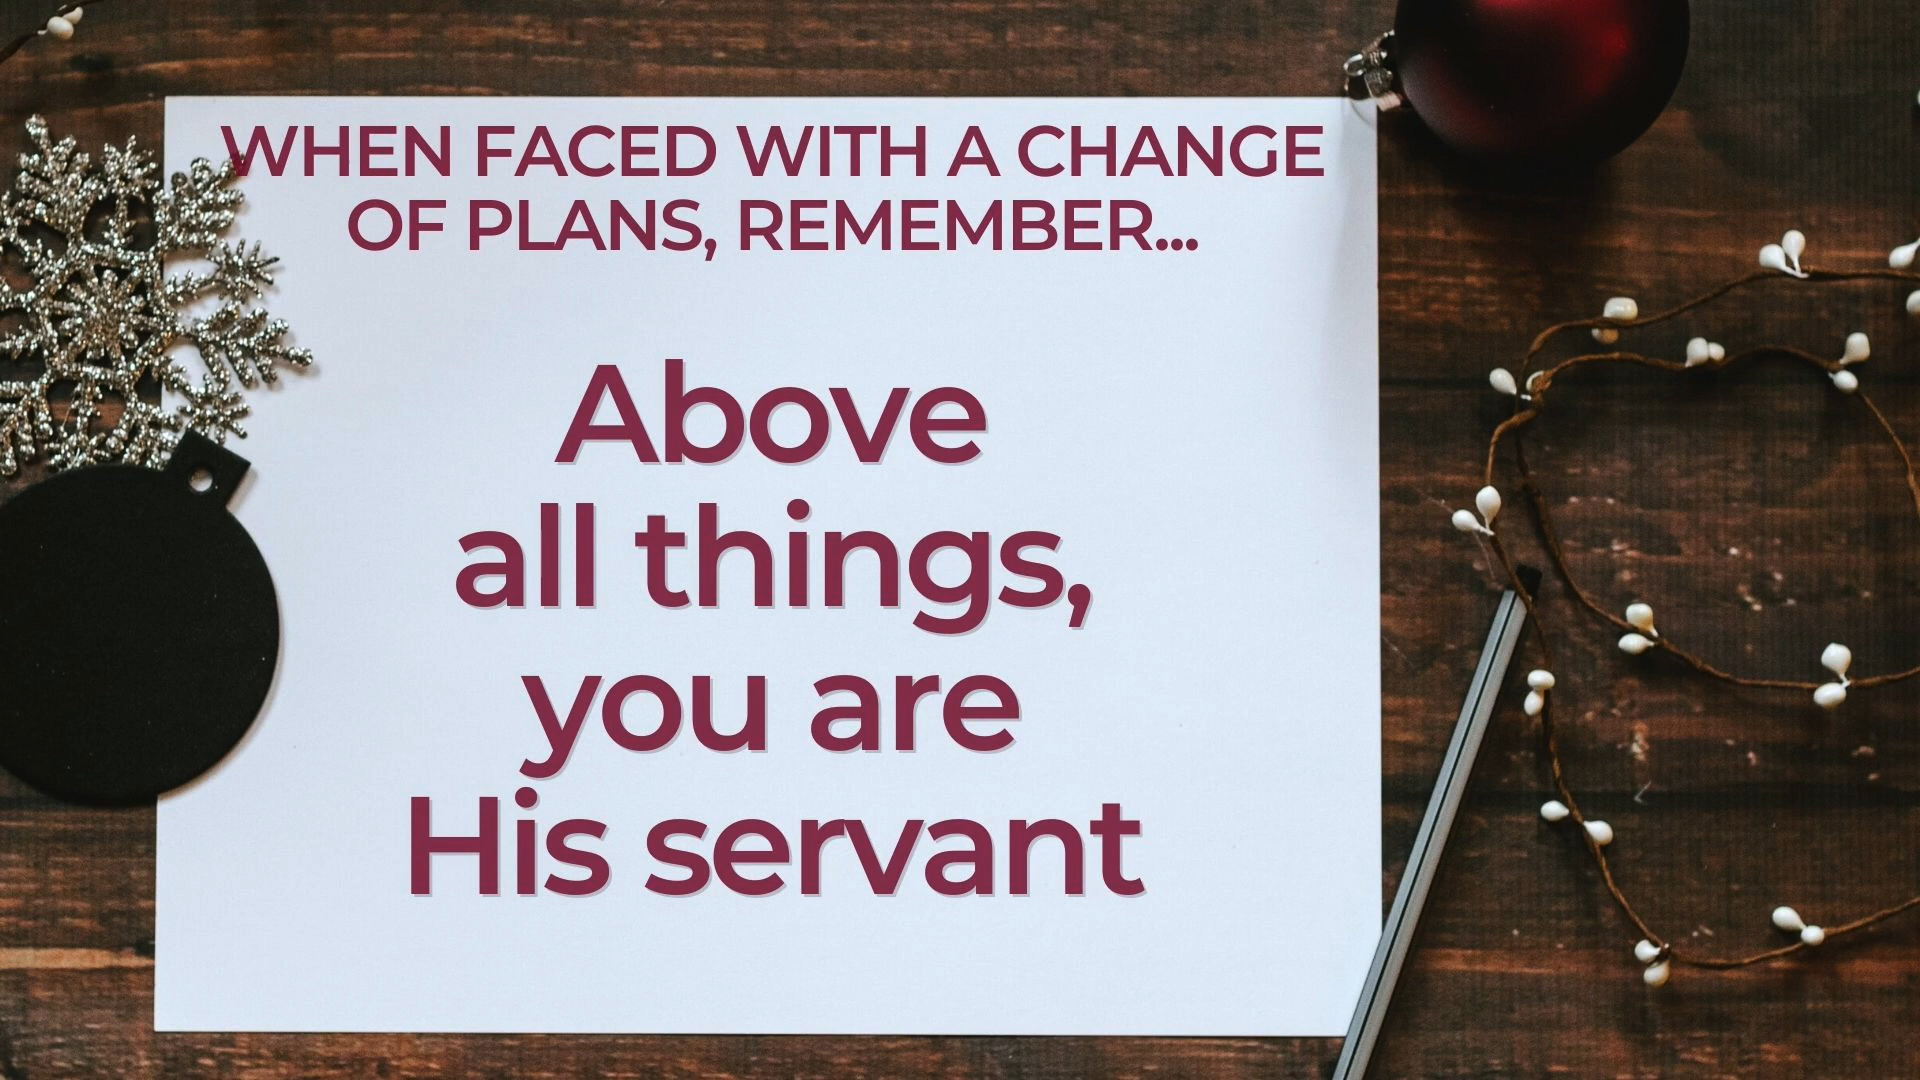 WHEN FACED WITH A CHANGE
OF PLANS, REMEMBER...
Above
all things,
you are
His servant